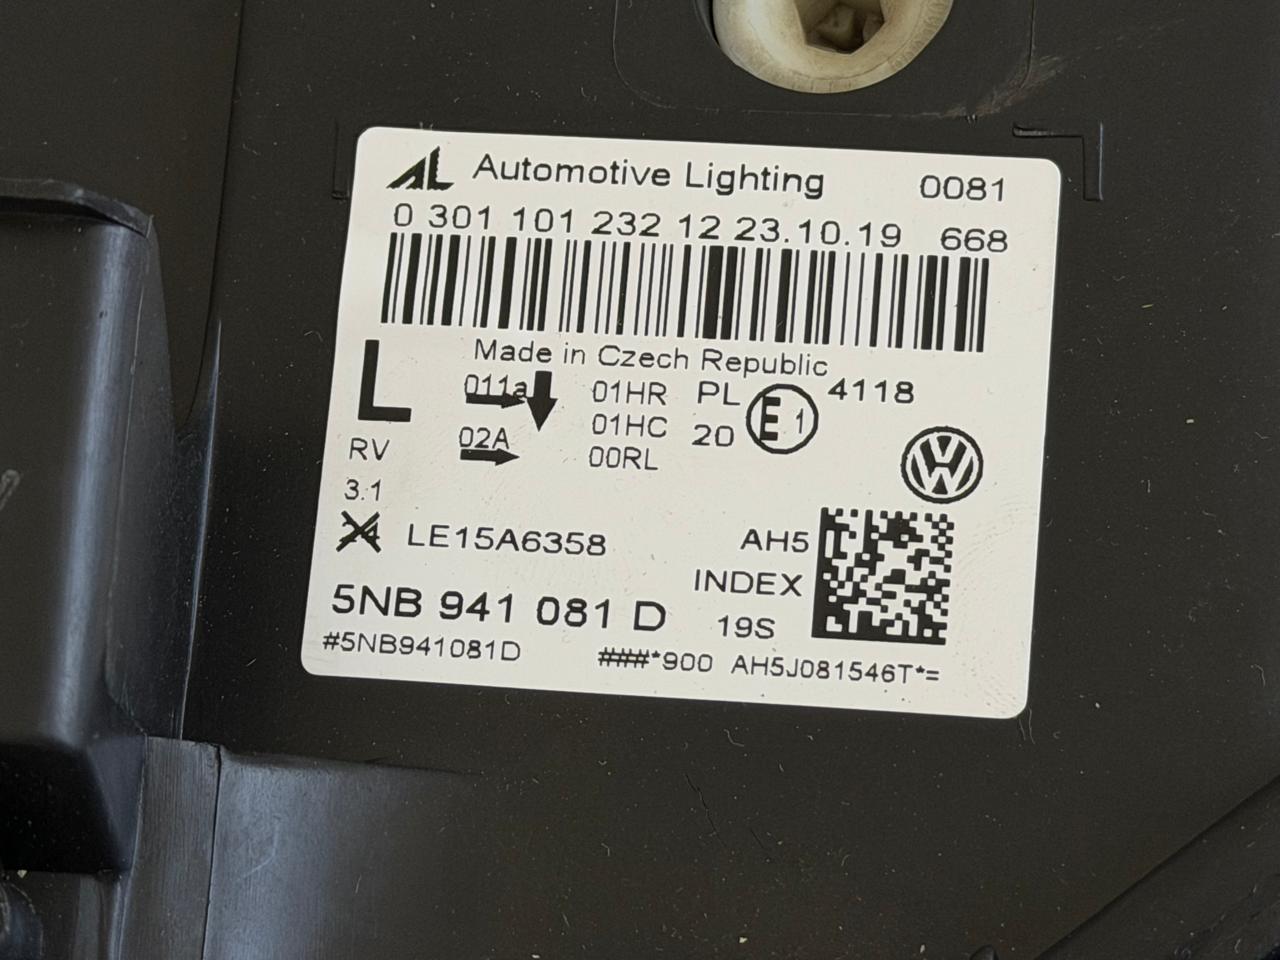 AL Automotive Lighting 0081
0 301 101 232 12 23.10.19 668
Made in Czech Republic
L 011a 01HR PL E1 4118
01HC 20
RV 02A 00RL
3.1
LE15A6358 AH5
INDEX
5NB 941 081 D 19S
#5NB941081D ###*900 AH5J081546T*=